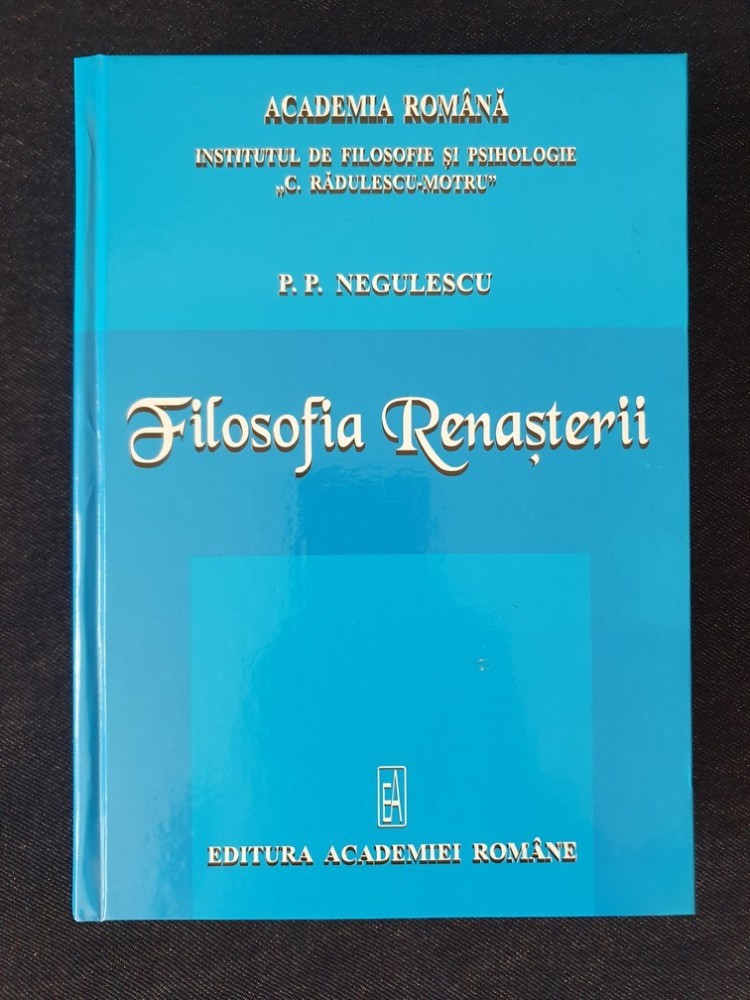 ACADEMIA ROMÂNĂ
INSTITUTUL DE FILOSOFIE ȘI PSIHOLOGIE
„C. RĂDULESCU-MOTRU”
P. P. NEGULESCU
Filosofia Renașterii
EA
EDITURA ACADEMIEI ROMÂNE